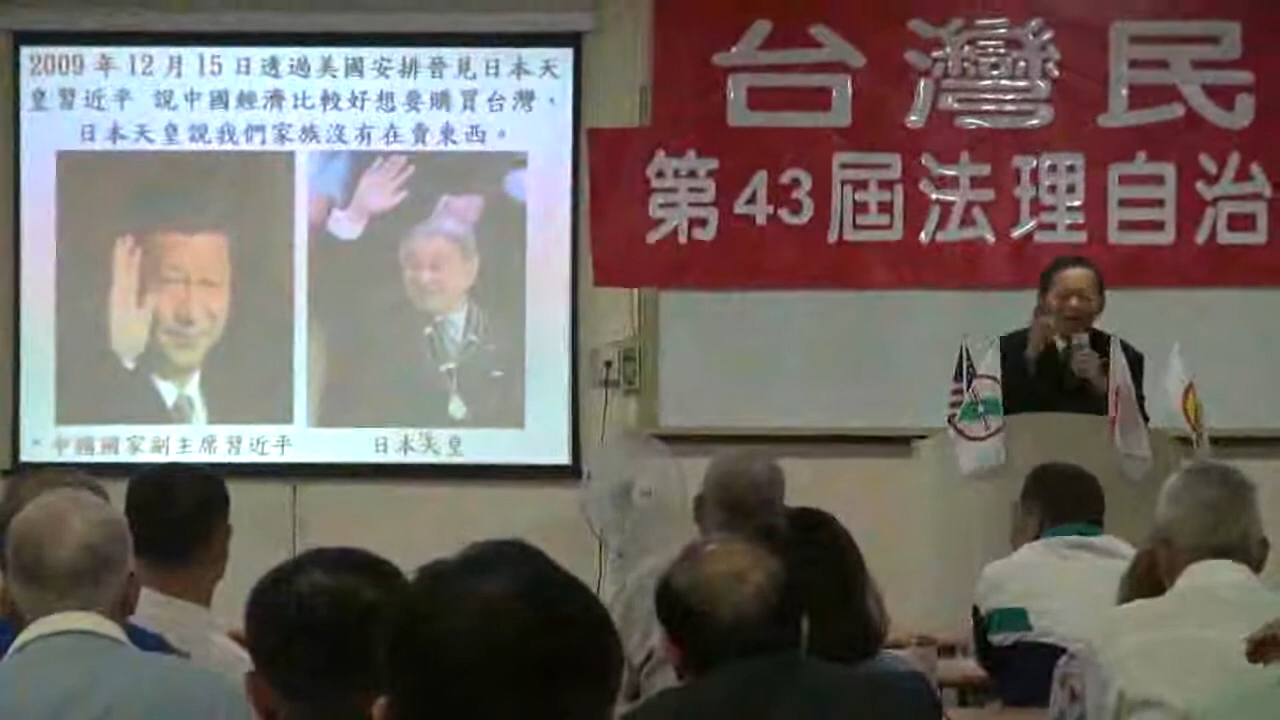 2009年12月15日透過美國安排晉見日本天
皇習近平 說中國經濟比較好想要購買台灣，
日本天皇說我們家族沒有在賣東西。
中國國家副主席習近平
日本天皇
台灣民
第43屆法理自治